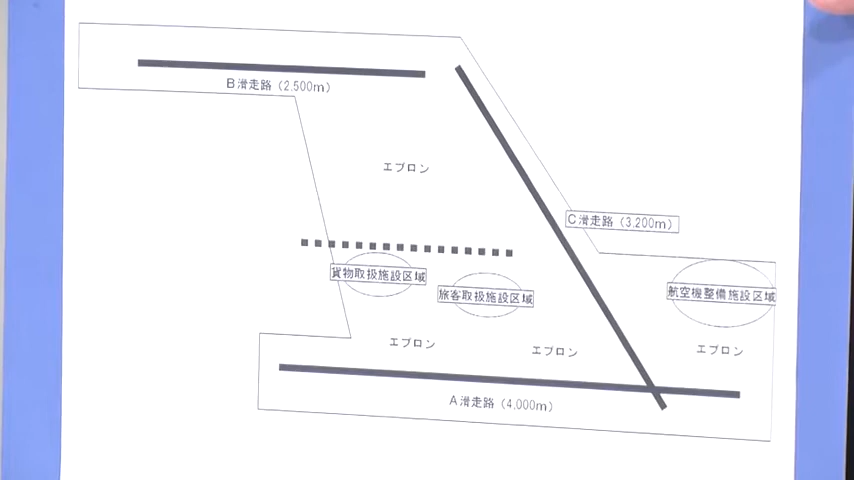 B滑走路（2,500m）
エプロン
C滑走路（3,200m）
貨物取扱施設区域
旅客取扱施設区域
航空機整備施設区域
エプロン
エプロン
エプロン
A滑走路（4,000m）